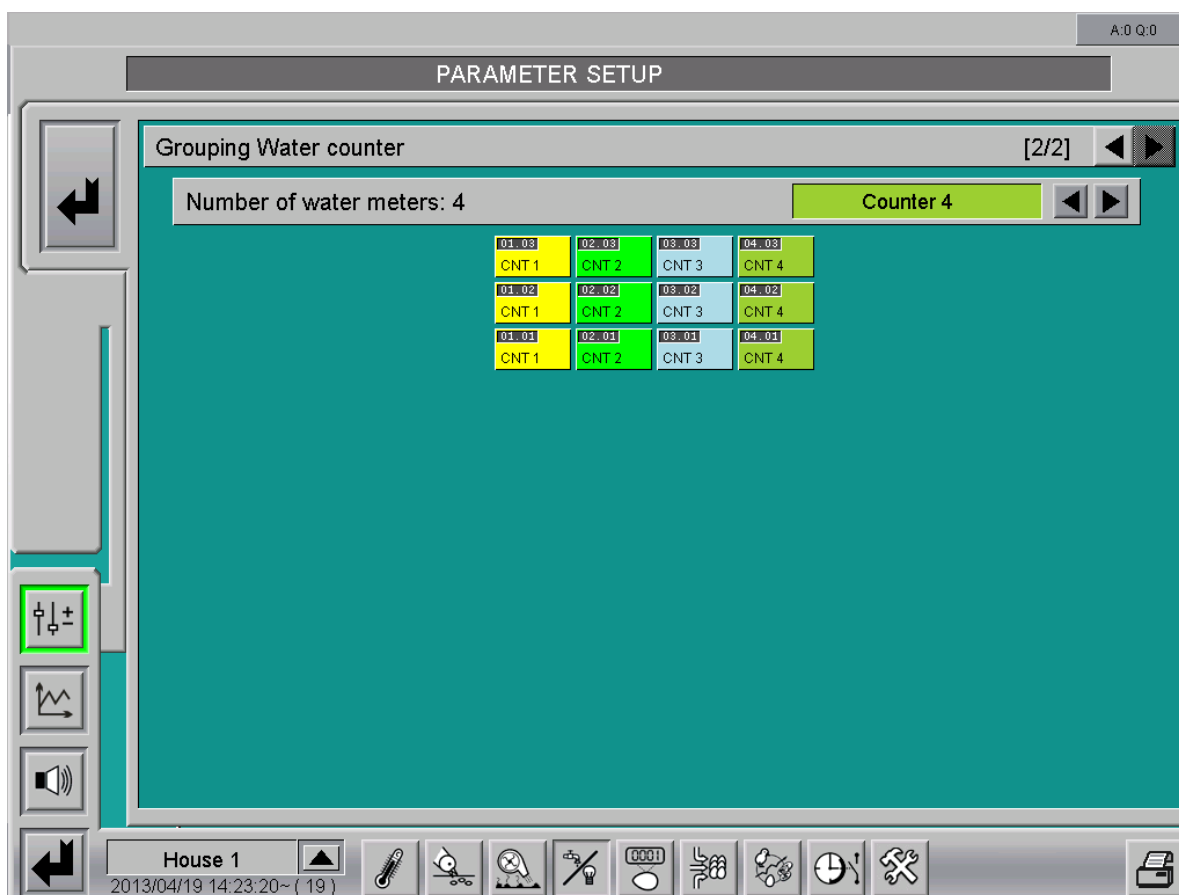 A:0 Q:0
PARAMETER SETUP
Grouping Water counter [2/2]
Number of water meters: 4 Counter 4
01.03 02.03 03.03 04.03
CNT 1 CNT 2 CNT 3 CNT 4
01.02 02.02 03.02 04.02
CNT 1 CNT 2 CNT 3 CNT 4
01.01 02.01 03.01 04.01
CNT 1 CNT 2 CNT 3 CNT 4
0001
House 1
2013/04/19 14:23:20~ ( 19 )